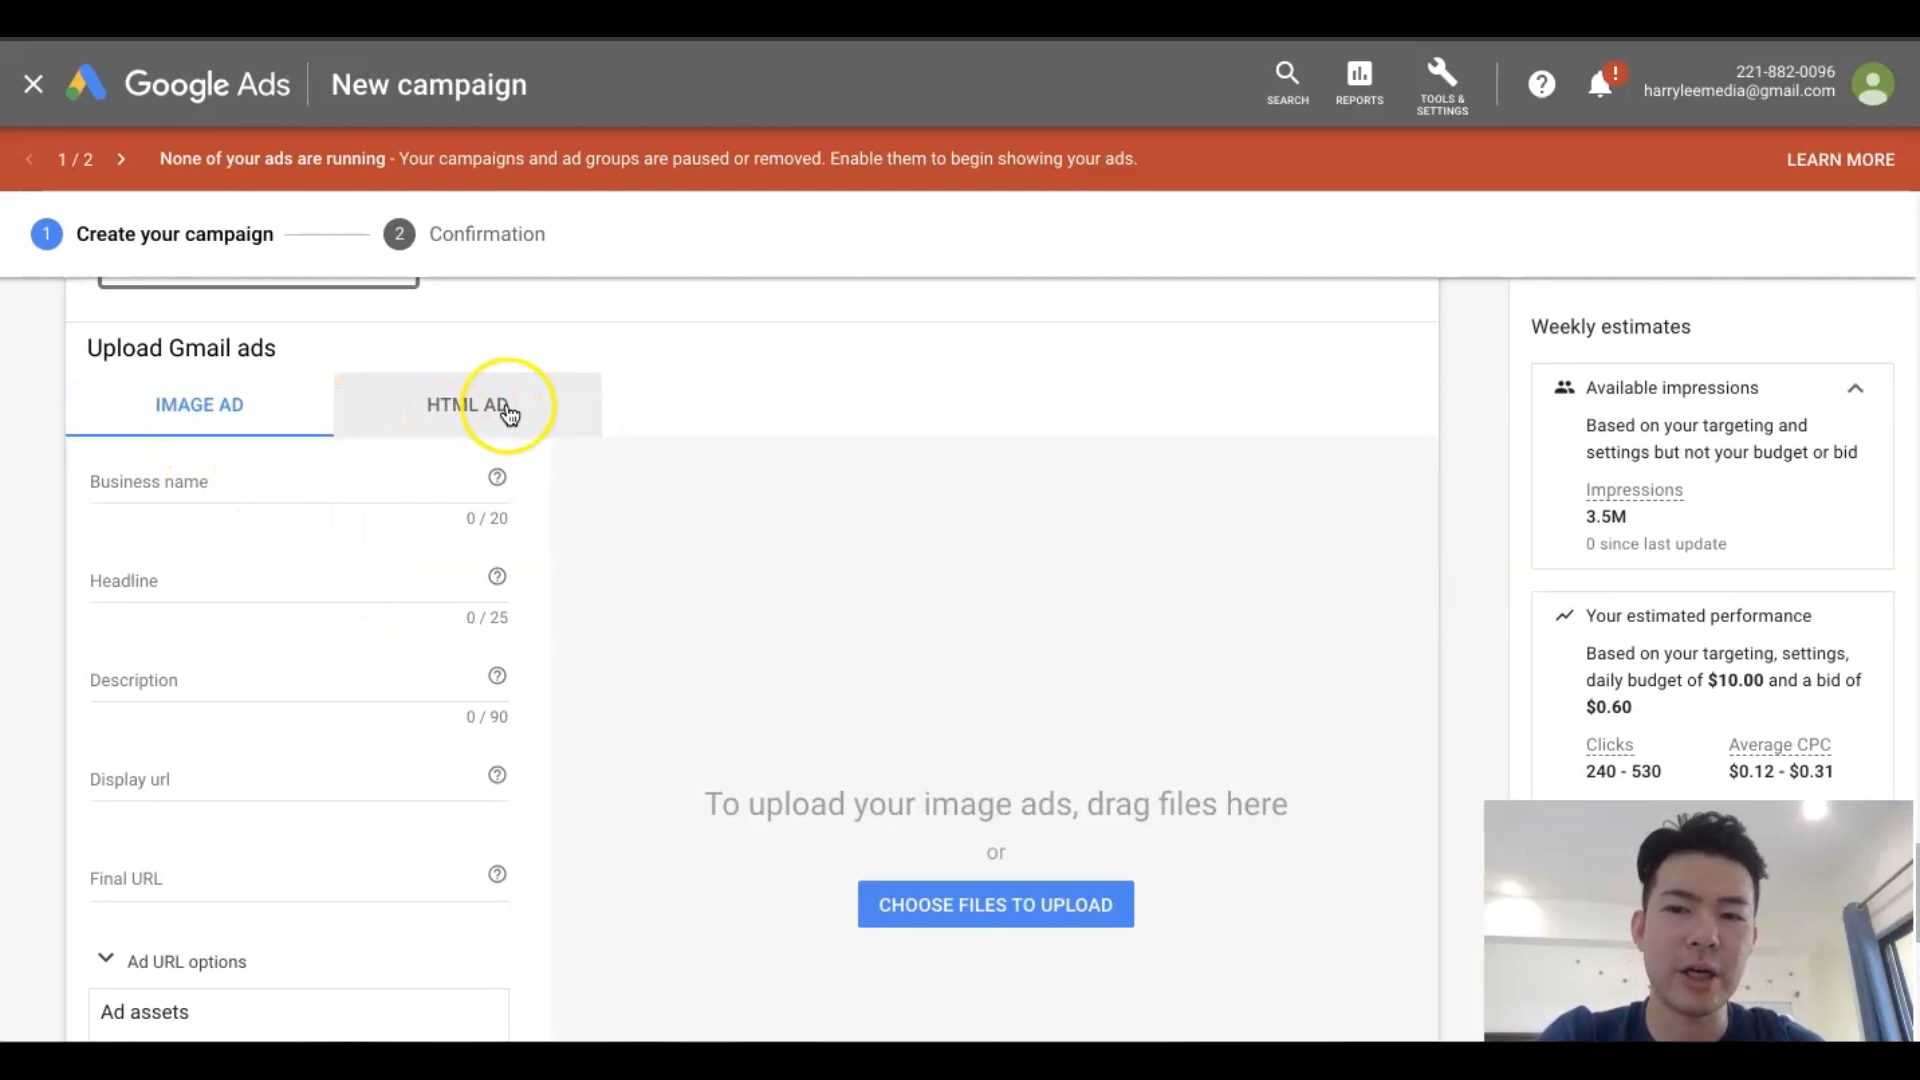 Google Ads
New campaign
SEARCH
REPORTS
TOOLS &
SETTINGS
!
221-882-0096
harryleemedia@gmail.com
1 / 2
None of your ads are running - Your campaigns and ad groups are paused or removed. Enable them to begin showing your ads.
LEARN MORE
1
Create your campaign
2
Confirmation
Upload Gmail ads
IMAGE AD
HTML AD
Business name
0 / 20
Headline
0 / 25
Description
0 / 90
Display url
Final URL
Ad URL options
Ad assets
To upload your image ads, drag files here
or
CHOOSE FILES TO UPLOAD
Weekly estimates
Available impressions
Based on your targeting and
settings but not your budget or bid
Impressions
3.5M
0 since last update
Your estimated performance
Based on your targeting, settings,
daily budget of $10.00 and a bid of
$0.60
Clicks
Average CPC
240 - 530
$0.12 - $0.31